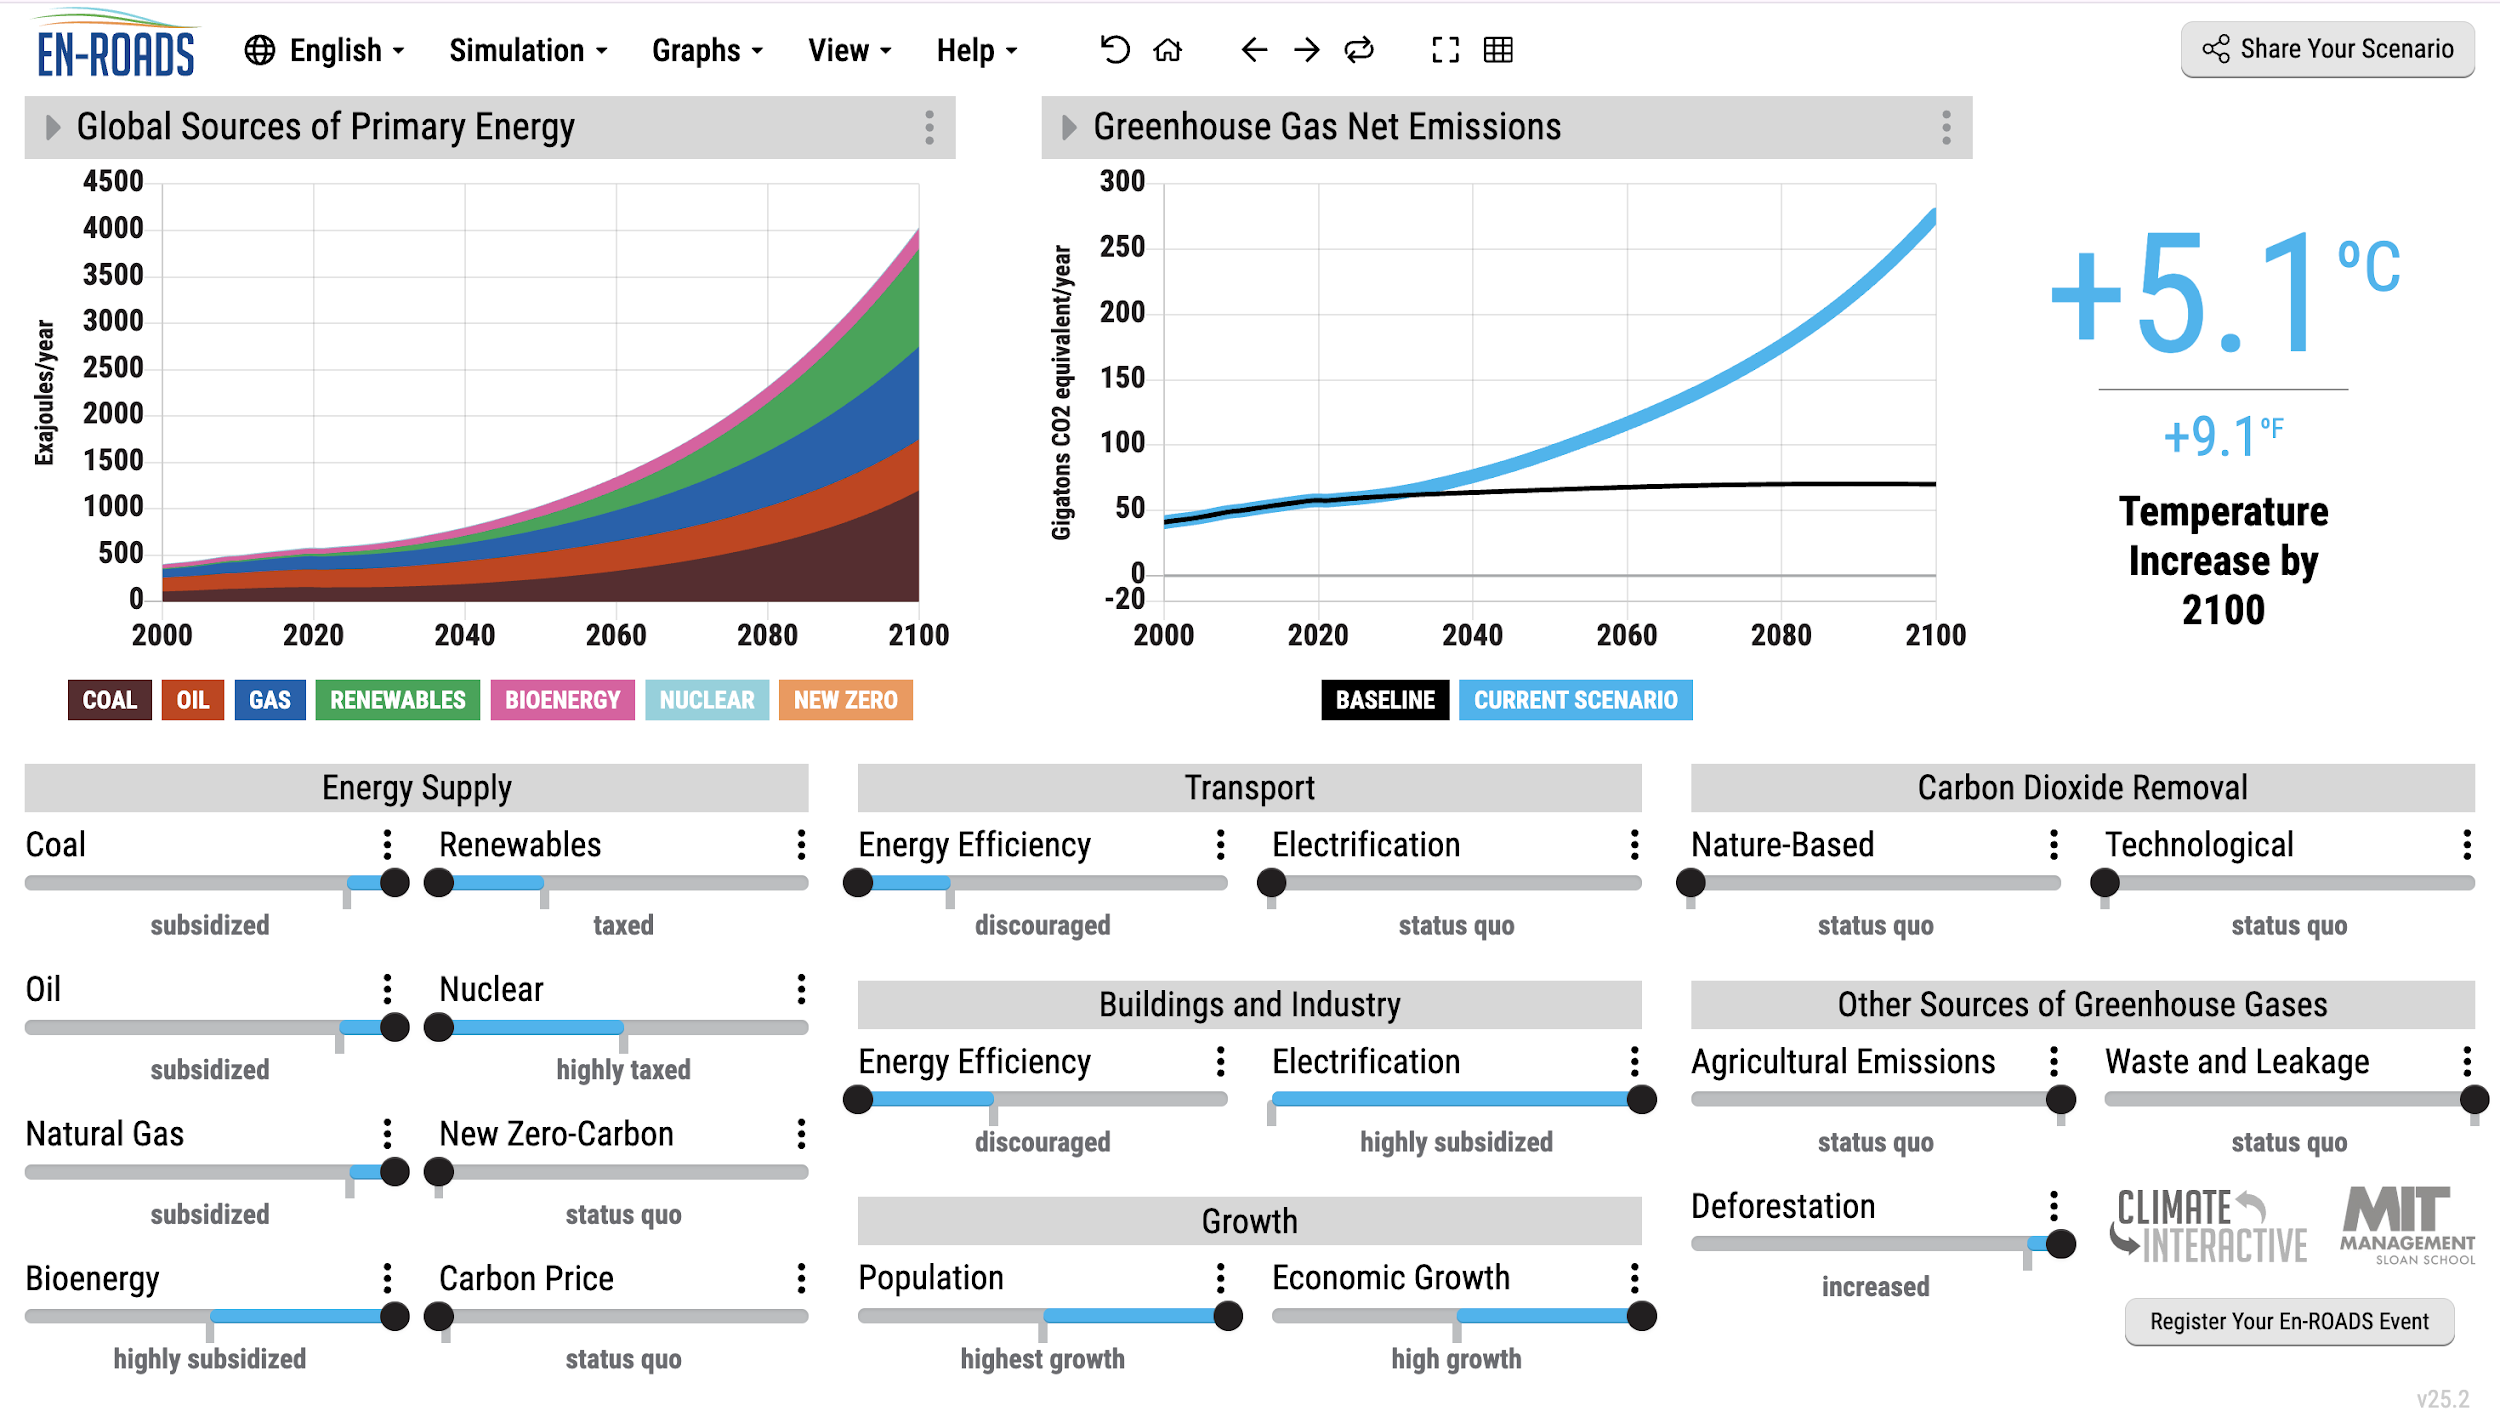 EN-ROADS
English
Simulation
Graphs
View
Help
Share Your Scenario
Global Sources of Primary Energy
Exajoules/year
4500
4000
3500
3000
2500
2000
1500
1000
500
0
2000 2020 2040 2060 2080 2100
COAL OIL GAS RENEWABLES BIOENERGY NUCLEAR NEW ZERO
Greenhouse Gas Net Emissions
Gigatons CO2 equivalent/year
300
250
200
150
100
50
0
-20
2000 2020 2040 2060 2080 2100
BASELINE CURRENT SCENARIO
+5.1 ºC
+9.1 ºF
Temperature
Increase by
2100
Energy Supply
Coal
subsidized
Renewables
taxed
Oil
subsidized
Nuclear
highly taxed
Natural Gas
subsidized
New Zero-Carbon
status quo
Bioenergy
highly subsidized
Carbon Price
status quo
Transport
Energy Efficiency
discouraged
Electrification
status quo
Buildings and Industry
Energy Efficiency
discouraged
Electrification
highly subsidized
Growth
Population
highest growth
Economic Growth
high growth
Carbon Dioxide Removal
Nature-Based
status quo
Technological
status quo
Other Sources of Greenhouse Gases
Agricultural Emissions
status quo
Waste and Leakage
status quo
Deforestation
increased
CLIMATE
INTERACTIVE
MIT
MANAGEMENT
SLOAN SCHOOL
Register Your En-ROADS Event
v25.2